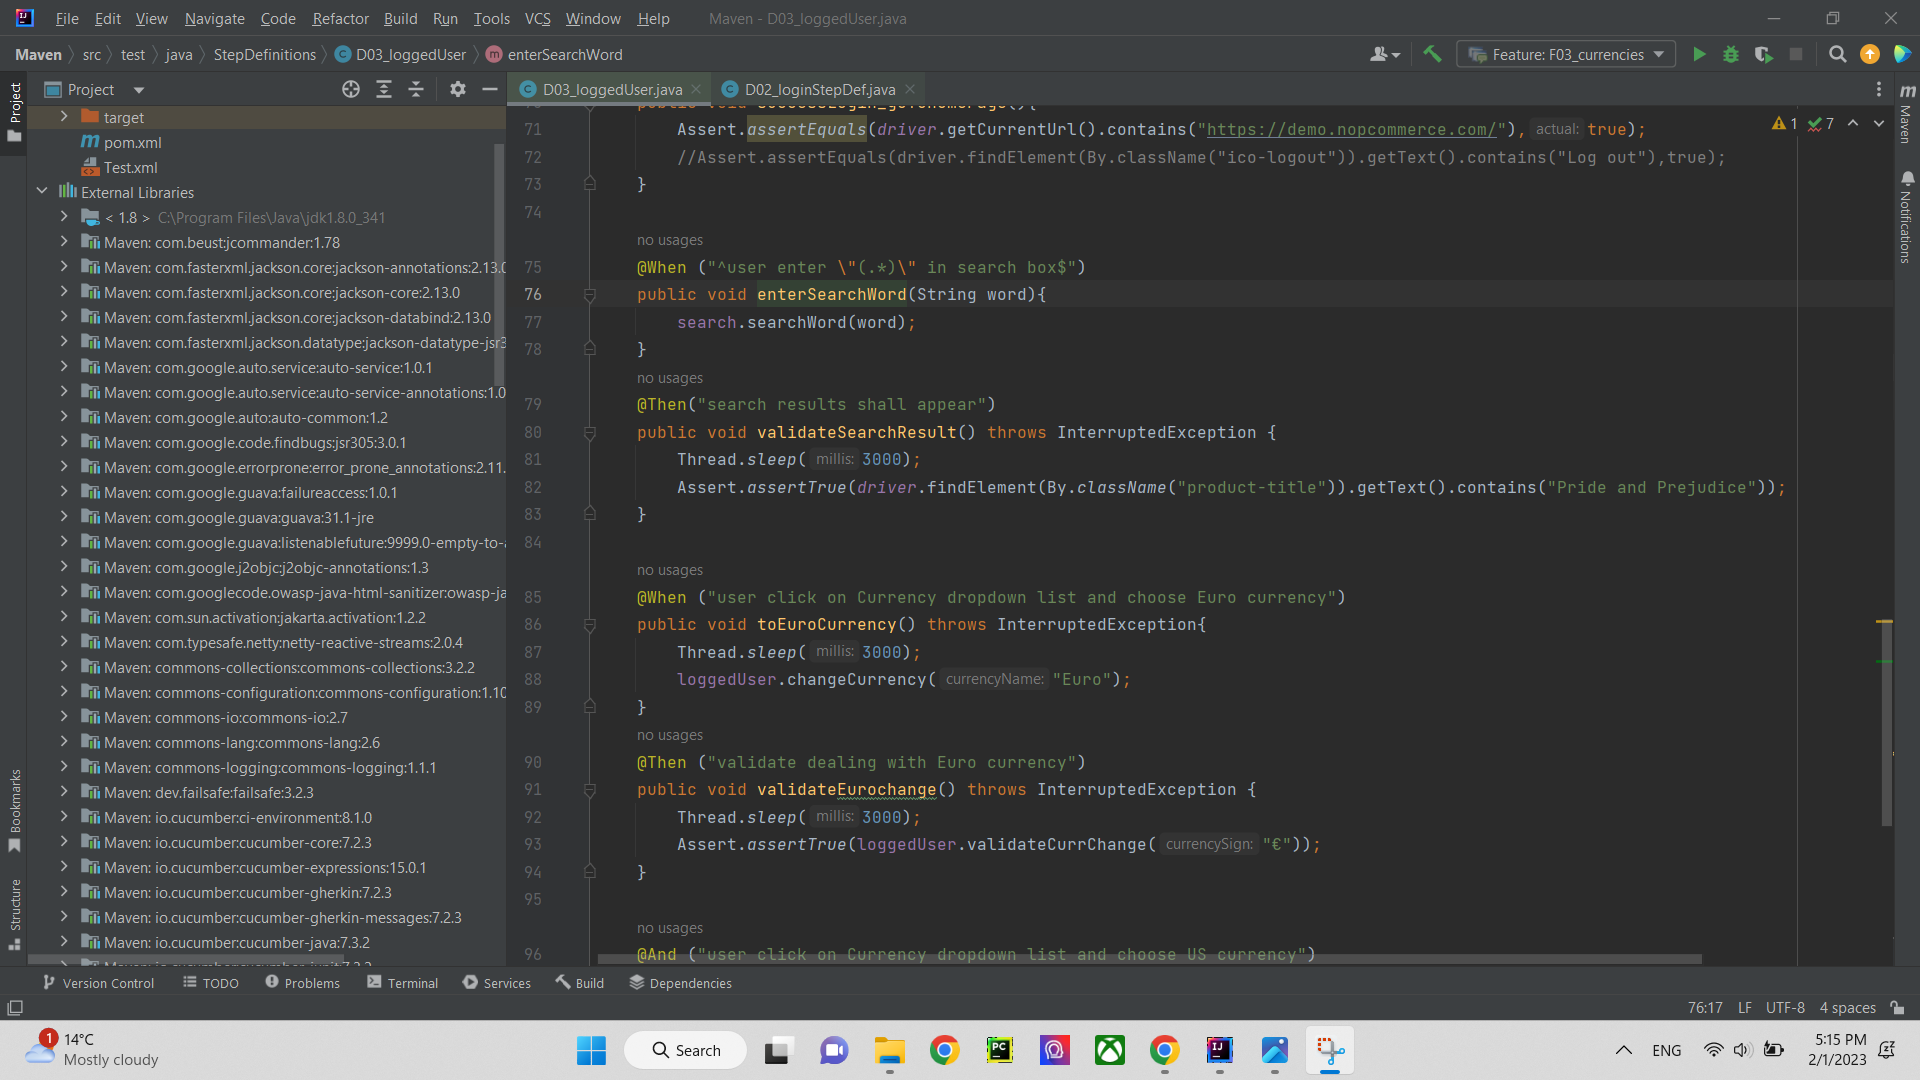 File Edit View Navigate Code Refactor Build Run Tools VCS Window Help Maven - D03_loggedUser.java
Maven src test java StepDefinitions D03_loggedUser enterSearchWord Feature: F03_currencies
Project D03_loggedUser.java D02_loginStepDef.java
target
pom.xml
Test.xml
External Libraries
< 1.8 > C:\Program Files\Java\jdk1.8.0_341
Maven: com.beust:jcommander:1.78
Maven: com.fasterxml.jackson.core:jackson-annotations:2.13.0
Maven: com.fasterxml.jackson.core:jackson-core:2.13.0
Maven: com.fasterxml.jackson.core:jackson-databind:2.13.0
Maven: com.fasterxml.jackson.datatype:jackson-datatype-jsr3
Maven: com.google.auto.service:auto-service:1.0.1
Maven: com.google.auto.service:auto-service-annotations:1.0
Maven: com.google.auto:auto-common:1.2
Maven: com.google.code.findbugs:jsr305:3.0.1
Maven: com.google.errorprone:error_prone_annotations:2.11.
Maven: com.google.guava:failureaccess:1.0.1
Maven: com.google.guava:guava:31.1-jre
Maven: com.google.guava:listenablefuture:9999.0-empty-to-a
Maven: com.google.j2objc:j2objc-annotations:1.3
Maven: com.googlecode.owasp-java-html-sanitizer:owasp-ja
Maven: com.sun.activation:jakarta.activation:1.2.2
Maven: com.typesafe.netty:netty-reactive-streams:2.0.4
Maven: commons-collections:commons-collections:3.2.2
Maven: commons-configuration:commons-configuration:1.10
Maven: commons-io:commons-io:2.7
Maven: commons-lang:commons-lang:2.6
Maven: commons-logging:commons-logging:1.1.1
Maven: dev.failsafe:failsafe:3.2.3
Maven: io.cucumber:ci-environment:8.1.0
Maven: io.cucumber:cucumber-core:7.2.3
Maven: io.cucumber:cucumber-expressions:15.0.1
Maven: io.cucumber:cucumber-gherkin:7.2.3
Maven: io.cucumber:cucumber-gherkin-messages:7.2.3
Maven: io.cucumber:cucumber-java:7.3.2
71 Assert.assertEquals(driver.getCurrentUrl().contains("https://demo.nopcommerce.com/"), actual: true);
72 //Assert.assertEquals(driver.findElement(By.className("ico-logout")).getText().contains("Log out"),true);
73 }
74
no usages
75 @When ("^user enter \"(.*)\" in search box$")
76 public void enterSearchWord(String word){
77 search.searchWord(word);
78 }
no usages
79 @Then("search results shall appear")
80 public void validateSearchResult() throws InterruptedException {
81 Thread.sleep( millis: 3000);
82 Assert.assertTrue(driver.findElement(By.className("product-title")).getText().contains("Pride and Prejudice"));
83 }
84
no usages
85 @When ("user click on Currency dropdown list and choose Euro currency")
86 public void toEuroCurrency() throws InterruptedException{
87 Thread.sleep( millis: 3000);
88 loggedUser.changeCurrency( currencyName: "Euro");
89 }
no usages
90 @Then ("validate dealing with Euro currency")
91 public void validateEurochange() throws InterruptedException {
92 Thread.sleep( millis: 3000);
93 Assert.assertTrue(loggedUser.validateCurrChange( currencySign: "€"));
94 }
95
no usages
96 @And ("user click on Currency dropdown list and choose US currency")
1 7
Project
Bookmarks
Structure
Maven
Notifications
Version Control TODO Problems Terminal Services Build Dependencies
76:17 LF UTF-8 4 spaces
1 14°C
Mostly cloudy
Search
ENG
5:15 PM
2/1/2023